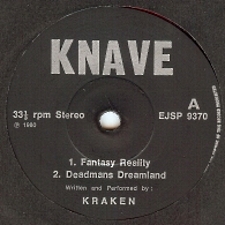 KNAVE
33⅓ rpm Stereo
A
℗ 1980
EJSP 9370
1. Fantasy Reality
2. Deadmans Dreamland
Written and Performed by:
KRAKEN